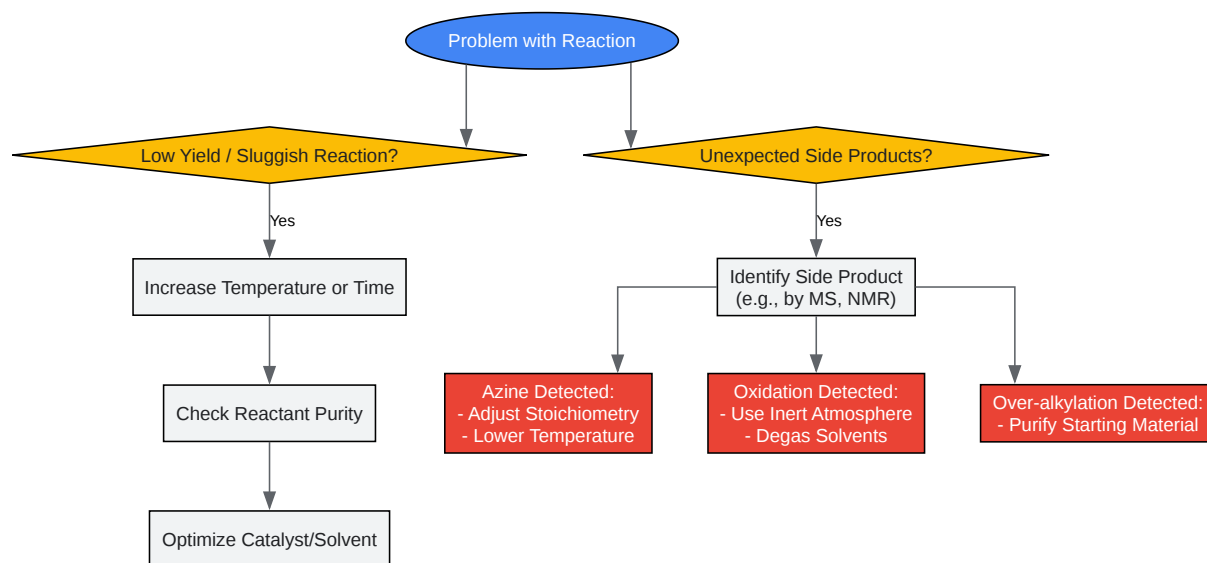 Problem with Reaction
Low Yield / Sluggish Reaction?
Unexpected Side Products?
Yes
Yes
Increase Temperature or Time
Identify Side Product
(e.g., by MS, NMR)
Check Reactant Purity
Azine Detected:
- Adjust Stoichiometry
- Lower Temperature
Oxidation Detected:
- Use Inert Atmosphere
- Degas Solvents
Over-alkylation Detected:
- Purify Starting Material
Optimize Catalyst/Solvent